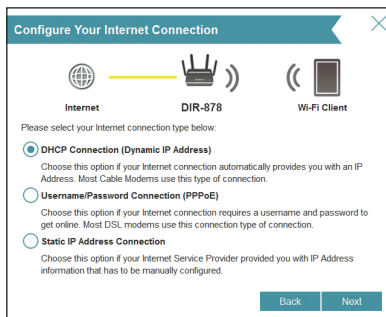 Configure Your Internet Connection
Internet DIR-878 Wi-Fi Client
Please select your Internet connection type below:
DHCP Connection (Dynamic IP Address)
Choose this option if your Internet connection automatically provides you with an IP
Address. Most Cable Modems use this type of connection.
Username/Password Connection (PPPoE)
Choose this option if your Internet connection requires a username and password to
get online. Most DSL modems use this connection type of connection.
Static IP Address Connection
Choose this option if your Internet Service Provider provided you with IP Address
information that has to be manually configured.
Back Next